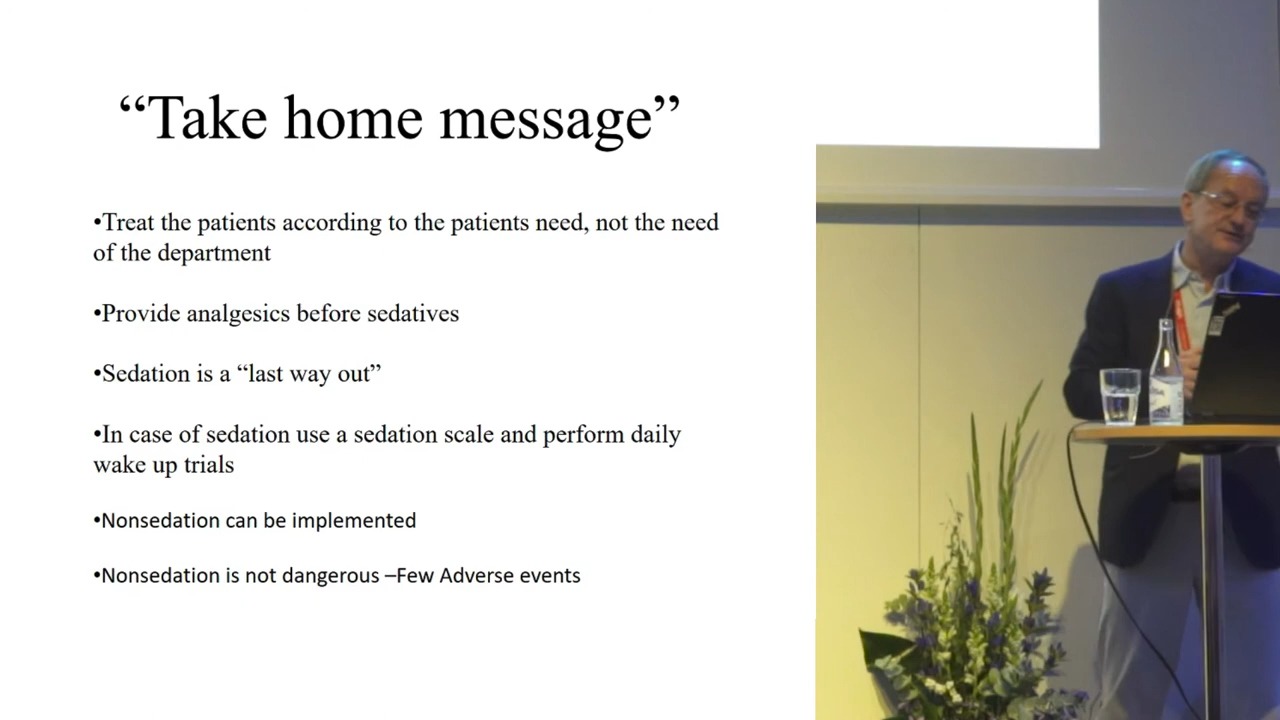 “Take home message”
•Treat the patients according to the patients need, not the need
of the department
•Provide analgesics before sedatives
•Sedation is a “last way out”
•In case of sedation use a sedation scale and perform daily
wake up trials
•Nonsedation can be implemented
•Nonsedation is not dangerous –Few Adverse events